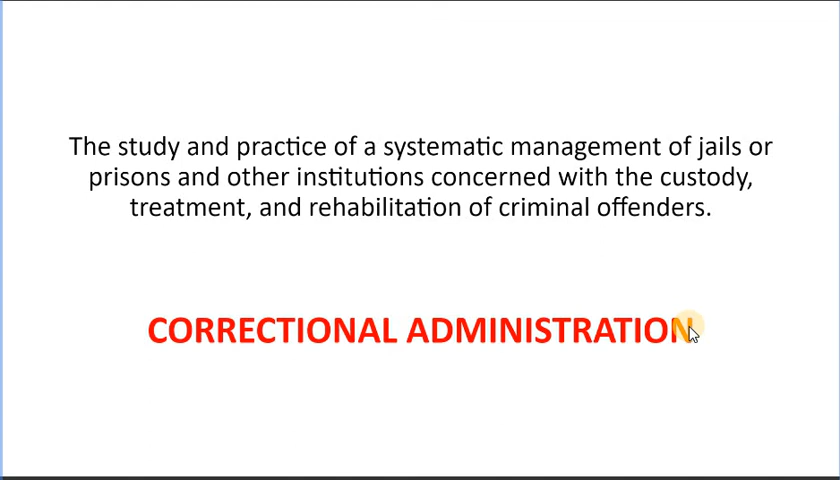 The study and practice of a systematic management of jails or
prisons and other institutions concerned with the custody,
treatment, and rehabilitation of criminal offenders.
CORRECTIONAL ADMINISTRATION